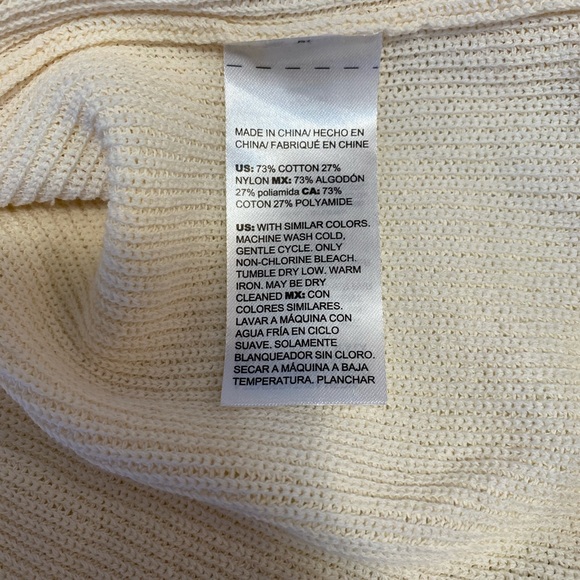 MADE IN CHINA/ HECHO EN
CHINA/ FABRIQUÉ EN CHINE
US: 73% COTTON 27%
NYLON MX: 73% ALGODÓN
27% poliamida CA: 73%
COTON 27% POLYAMIDE
US: WITH SIMILAR COLORS.
MACHINE WASH COLD,
GENTLE CYCLE. ONLY
NON-CHLORINE BLEACH.
TUMBLE DRY LOW. WARM
IRON. MAY BE DRY
CLEANED MX: CON
COLORES SIMILARES.
LAVAR A MÁQUINA CON
AGUA FRÍA EN CICLO
SUAVE. SOLAMENTE
BLANQUEADOR SIN CLORO.
SECAR A MÁQUINA A BAJA
TEMPERATURA. PLANCHAR